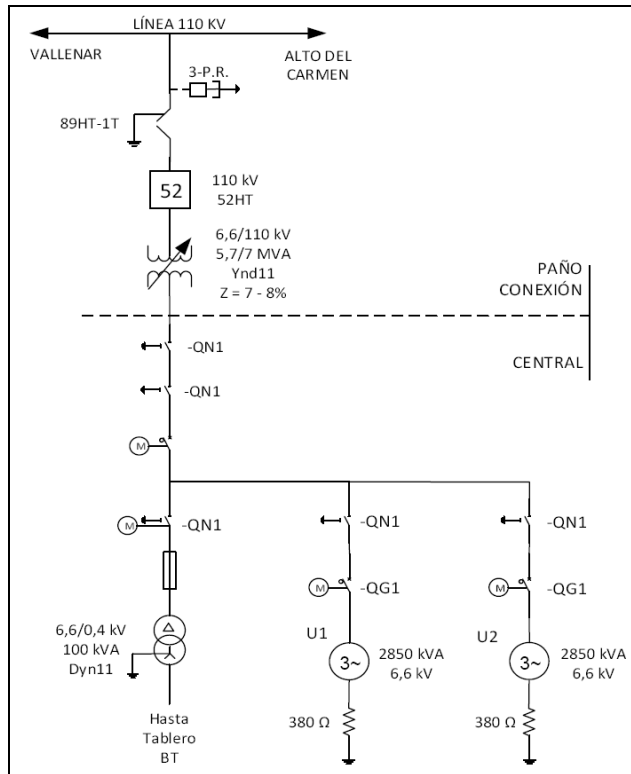 LÍNEA 110 KV
VALLENAR
ALTO DEL
CARMEN
3-P.R.
89HT-1T
52
110 kV
52HT
6,6/110 kV
5,7/7 MVA
Ynd11
Z = 7 - 8%
PAÑO
CONEXIÓN
CENTRAL
-QN1
-QN1
M
M
-QN1
-QN1
-QN1
M
-QG1
M
-QG1
6,6/0,4 kV
100 kVA
Dyn11
U1
3~
2850 kVA
6,6 kV
U2
3~
2850 kVA
6,6 kV
380 Ω
380 Ω
Hasta
Tablero
BT